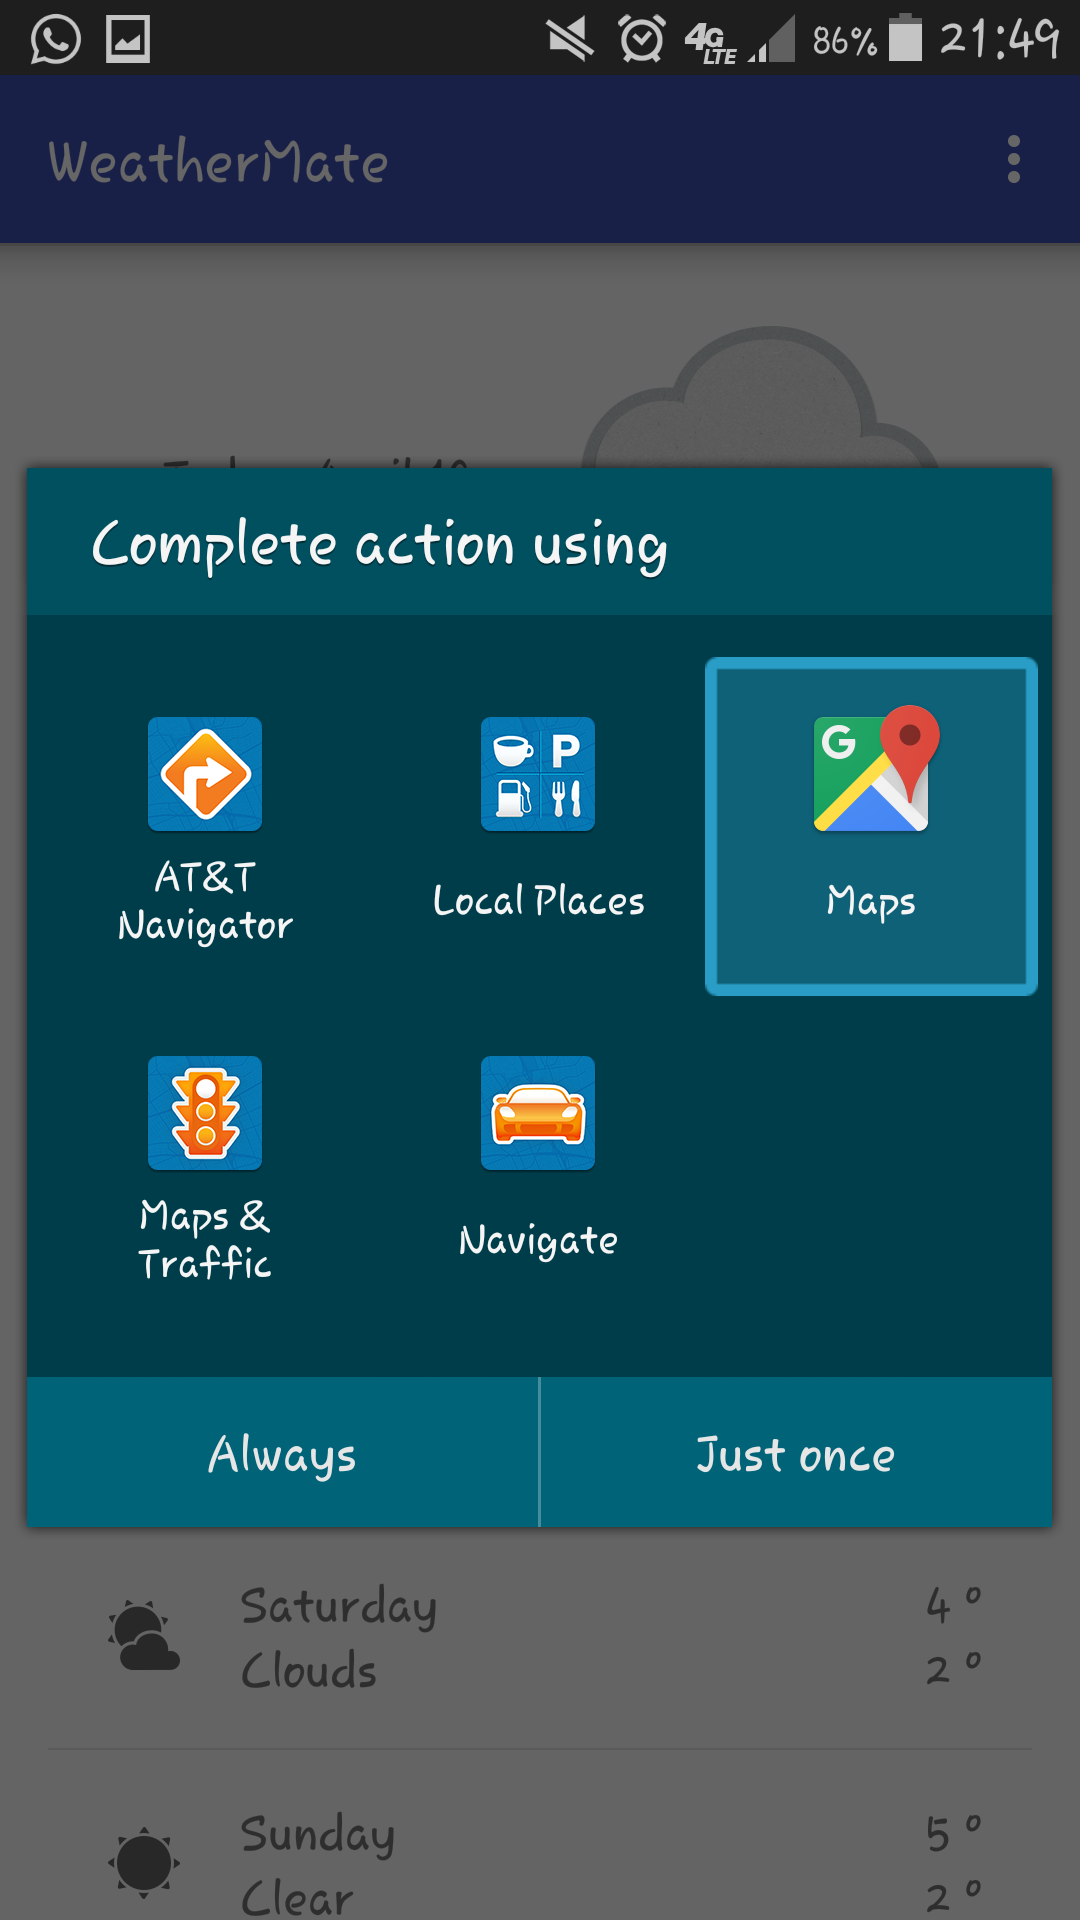 4G LTE 86% 21:49
WeatherMate
Complete action using
AT&T
Navigator
Local Places
P
G
Maps
Maps &
Traffic
Navigate
Always
Just once
Saturday 4°
Clouds 2°
Sunday 5°
Clear 2°